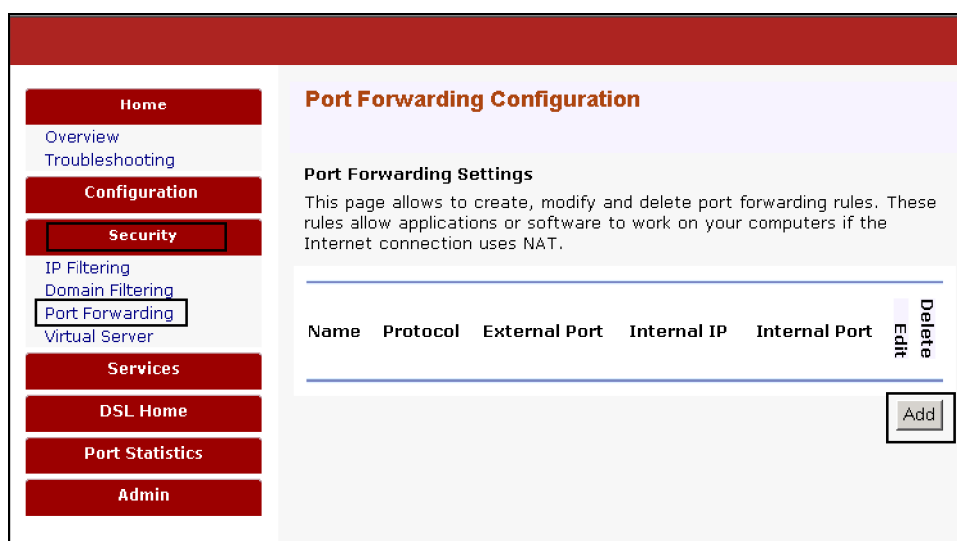 Home
Overview
Troubleshooting
Configuration
Security
IP Filtering
Domain Filtering
Port Forwarding
Virtual Server
Services
DSL Home
Port Statistics
Admin
Port Forwarding Configuration
Port Forwarding Settings
This page allows to create, modify and delete port forwarding rules. These
rules allow applications or software to work on your computers if the
Internet connection uses NAT.
Name Protocol External Port Internal IP Internal Port Edit Delete
Add